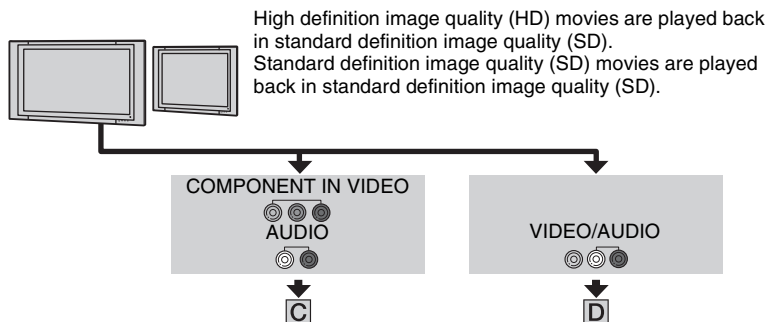 High definition image quality (HD) movies are played back
in standard definition image quality (SD).
Standard definition image quality (SD) movies are played
back in standard definition image quality (SD).
COMPONENT IN VIDEO
AUDIO
VIDEO/AUDIO
C
D